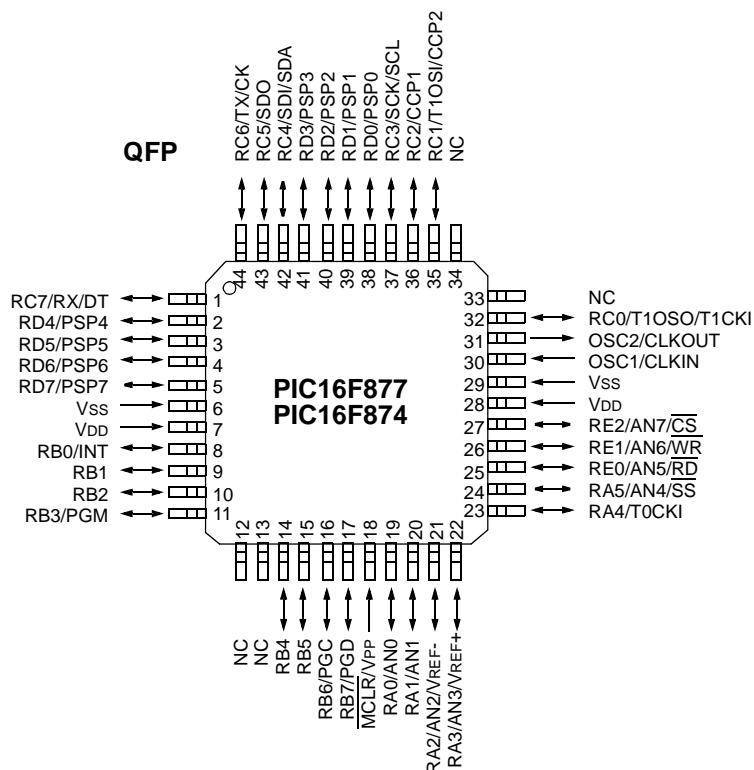 QFP
RC6/TX/CK
RC5/SDO
RC4/SDI/SDA
RD3/PSP3
RD2/PSP2
RD1/PSP1
RD0/PSP0
RC3/SCK/SCL
RC2/CCP1
RC1/T1OSI/CCP2
NC
44
43
42
41
40
39
38
37
36
35
34
RC7/RX/DT 1
RD4/PSP4 2
RD5/PSP5 3
RD6/PSP6 4
RD7/PSP7 5
VSS 6
VDD 7
RB0/INT 8
RB1 9
RB2 10
RB3/PGM 11
PIC16F877
PIC16F874
33 NC
32 RC0/T1OSO/T1CKI
31 OSC2/CLKOUT
30 OSC1/CLKIN
29 VSS
28 VDD
27 RE2/AN7/CS
26 RE1/AN6/WR
25 RE0/AN5/RD
24 RA5/AN4/SS
23 RA4/T0CKI
12
13
14
15
16
17
18
19
20
21
22
NC
NC
RB4
RB5
RB6/PGC
RB7/PGD
MCLR/VPP
RA0/AN0
RA1/AN1
RA2/AN2/VREF-
RA3/AN3/VREF+